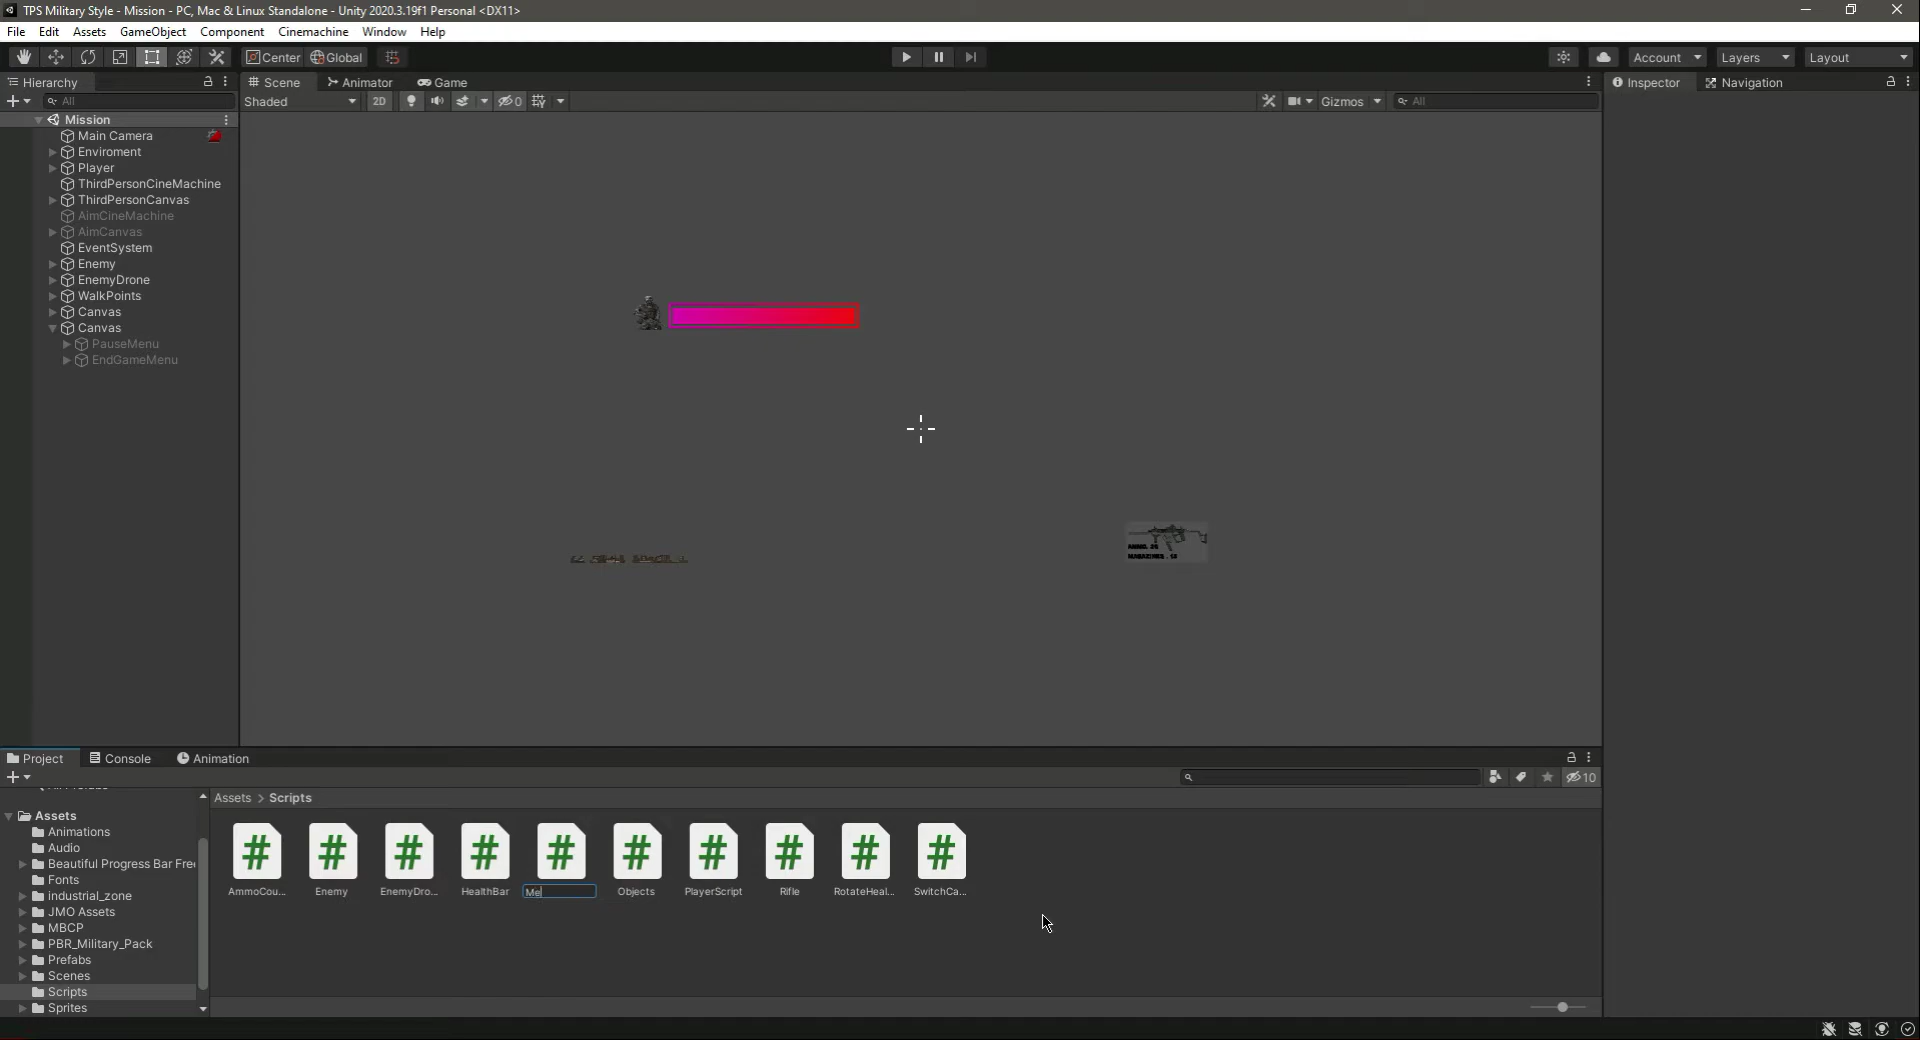 TPS Military Style - Mission - PC, Mac & Linux Standalone - Unity 2020.3.19f1 Personal <DX11>
File Edit Assets GameObject Component Cinemachine Window Help
Center Global Account Layers Layout
Hierarchy Scene Animator Game Inspector Navigation
All Shaded 2D 0 Gizmos All
Mission
Main Camera
Enviroment
Player
ThirdPersonCineMachine
ThirdPersonCanvas
AimCineMachine
AimCanvas
EventSystem
Enemy
EnemyDrone
WalkPoints
Canvas
Canvas
PauseMenu
EndGameMenu
Project Console Animation
10
Assets > Scripts
Assets
Animations
Audio
Beautiful Progress Bar Free
Fonts
industrial_zone
JMO Assets
MBCP
PBR_Military_Pack
Prefabs
Scenes
Scripts
Sprites
AmmoCou... Enemy EnemyDro... HealthBar Me Objects PlayerScript Rifle RotateHeal... SwitchCa...